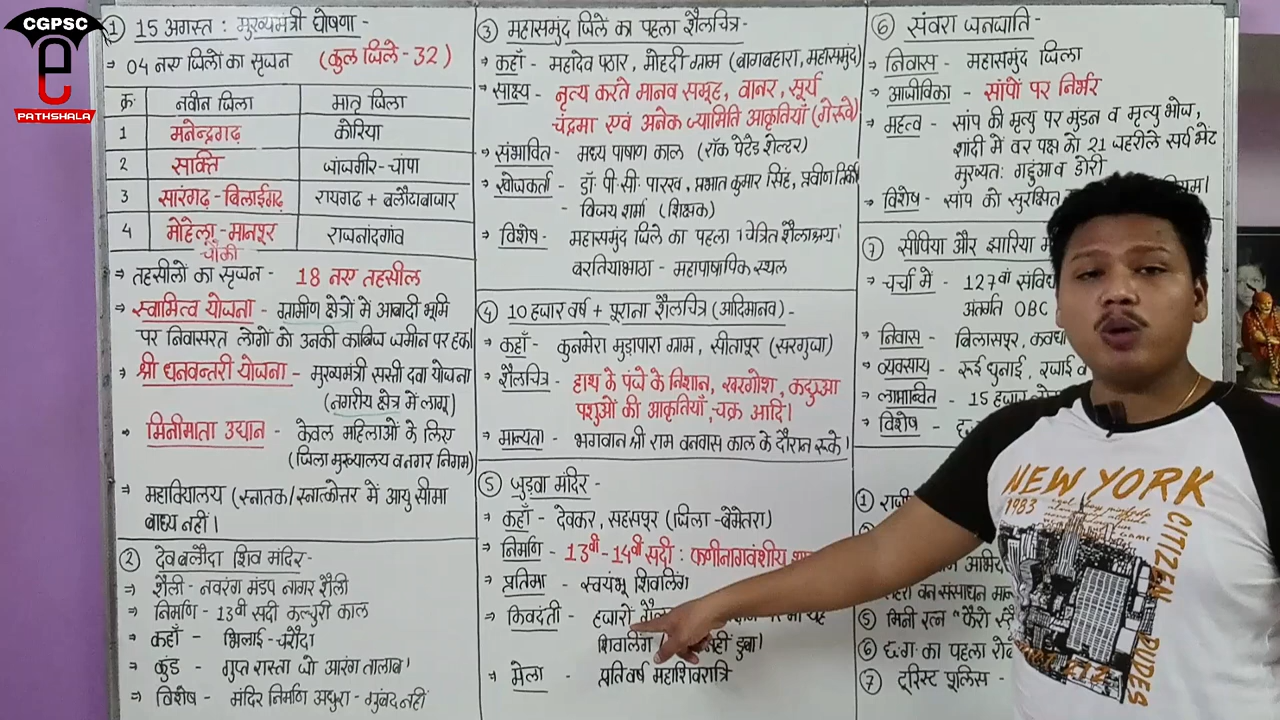 CGPSC
PATHSHALA
① 15 अगस्त : मुख्यमंत्री घोषणा -
→ 04 नए जिलों का सृजन (कुल जिले - 32)
क्र. नवीन जिला मातृ जिला
1 मनेन्द्रगढ़ कोरिया
2 सक्ति जांजगीर-चांपा
3 सारंगढ़-बिलाईगढ़ रायगढ + बलौदाबाजार
4 मोहेला-मानपुर राजनांदगांव
चौकी
→ तहसीलों का सृजन - 18 नए तहसील
→ स्वामित्व योजना - ग्रामीण क्षेत्रों में आबादी भूमि
पर निवासरत लोगों को उनकी काबिज जमीन पर हक।
→ श्री धनवन्तरी योजना - मुख्यमंत्री सस्ती दवा योजना
(नगरीय क्षेत्र में लागू)
→ मिनीमाता उद्यान - केवल महिलाओं के लिए
(जिला मुख्यालय व नगर निगम)
→ महाविद्यालय (स्नातक/स्नात्कोत्तर में आयु सीमा
बाध्य नहीं।
② देवबलौदा शिव मंदिर -
→ शैली - नवरंग मंडप नागर शैली
→ निर्माण - 13वी सदी कल्चुरी काल
→ कहाँ - भिलाई - चरौदा
→ कुंड - गुप्त रास्ता जो आरंग तालाब।
→ विशेष - मंदिर निर्माण अधुरा - गुंबद नहीं
③ महासमुंद जिले का पहला शैलचित्र -
→ कहाँ - महादेव पठार, मोहदी ग्राम (बागबहारा, महासमुंद)
→ साक्ष्य - नृत्य करते मानव समूह, वानर, सूर्य
चंद्रमा एवं अनेक ज्यामिति आकृतियाँ (गेरूवे)
→ संभावित - मध्य पाषाण काल (रॉक पेंटेड शेल्टर)
→ खोजकर्ता - डॉ. पी.सी. पारख, प्रभात कुमार सिंह, प्रवीण तिर्की
- विजय शर्मा (शिक्षक)
→ विशेष - महासमुंद जिले का पहला चित्रित शैलाश्रय।
बरतियाभाठा - महापाषाणिक स्थल
④ 10 हजार वर्ष + पुराना शैलचित्र (आदिमानव) -
→ कहाँ - कुनमेरा मुड़ापारा ग्राम, सीतापूर (सरगुजा)
→ शैलचित्र - हाथ के पंजे के निशान, खरगोश, कछुआ
पशुओं की आकृतियाँ, चक्र आदि।
→ मान्यता - भगवान श्री राम वनवास काल के दौरान रुके।
⑤ जुड़वा मंदिर -
→ कहाँ - देवकर, सहसपुर (जिला - बेमेतरा)
→ निर्माण - 13वी - 14वी सदी : फणीनागवंशीय
→ प्रतिमा - स्वयंभू शिवलिंग
→ किवदंती - हजारो
शिवलिंग नहीं डुबा।
→ मेला - प्रतिवर्ष महाशिवरात्रि
⑥ संवरा जनजाति -
→ निवास - महासमुंद जिला
→ आजीविका - सांपों पर निर्भर
→ महत्व - सांप की मृत्यु पर मुंडन व मृत्यु भोज,
शादी में वर पक्ष को 21 जहरीले सर्प भेंट
मुख्यतः गहुंआ व डोरी
→ विशेष - सांप को सुरक्षित
⑦ सीपिया और झारिया
→ चर्चा में - 127वां
अंतर्गत OBC
→ निवास - बिलासपुर, कवर्धा
→ व्यवसाय - रूई धुनाई, रजाई
→ लाभान्वित - 15 हजार
→ विशेष -
①
⑤ मिनी रत्न
⑥ छ.ग. का पहला
⑦ टूरिस्ट पुलिस -
NEW YORK
1983
CITIZEN
DUDES